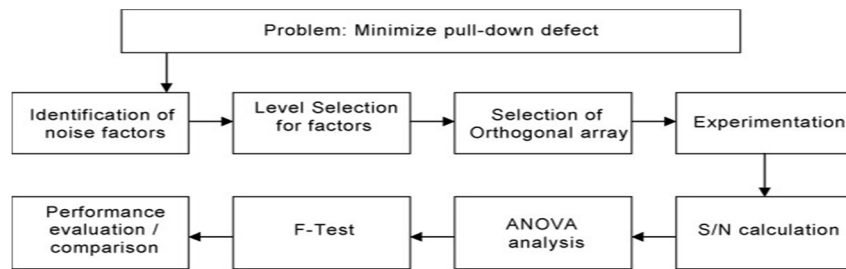 Problem: Minimize pull-down defect
Identification of
noise factors
Level Selection
for factors
Selection of
Orthogonal array
Experimentation
S/N calculation
ANOVA
analysis
F-Test
Performance
evaluation /
comparison